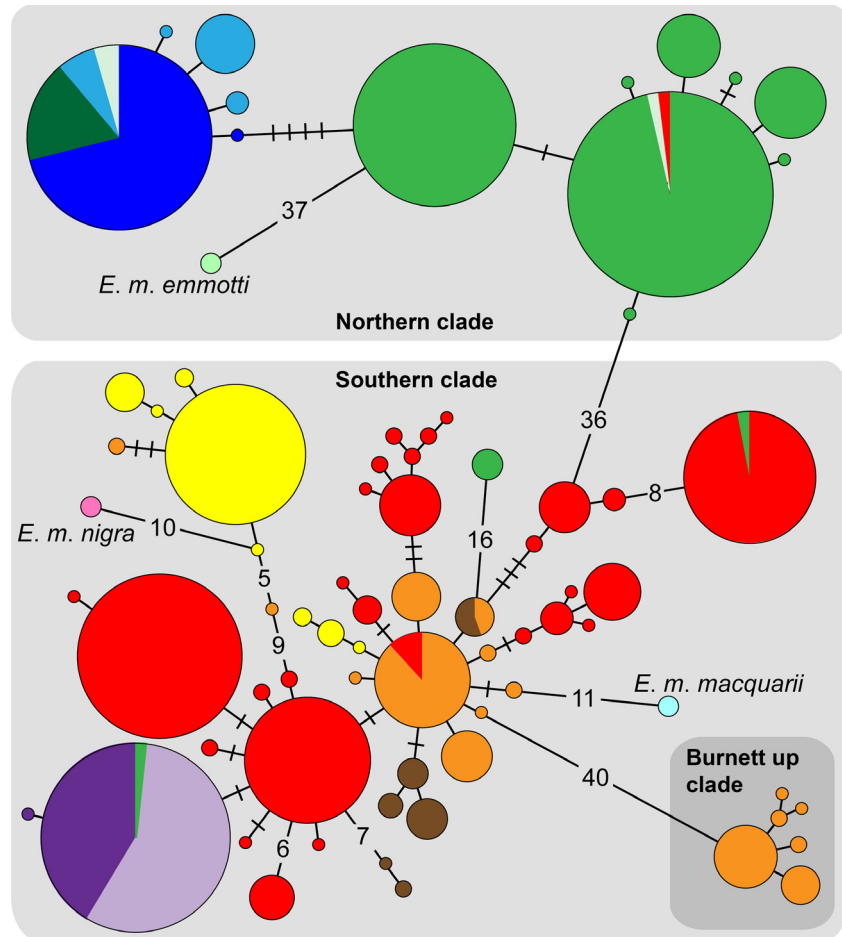 37
E. m. emmotti
Northern clade
Southern clade
36
8
E. m. nigra
10
16
5
9
E. m. macquarii
11
Burnett up
clade
40
7
6